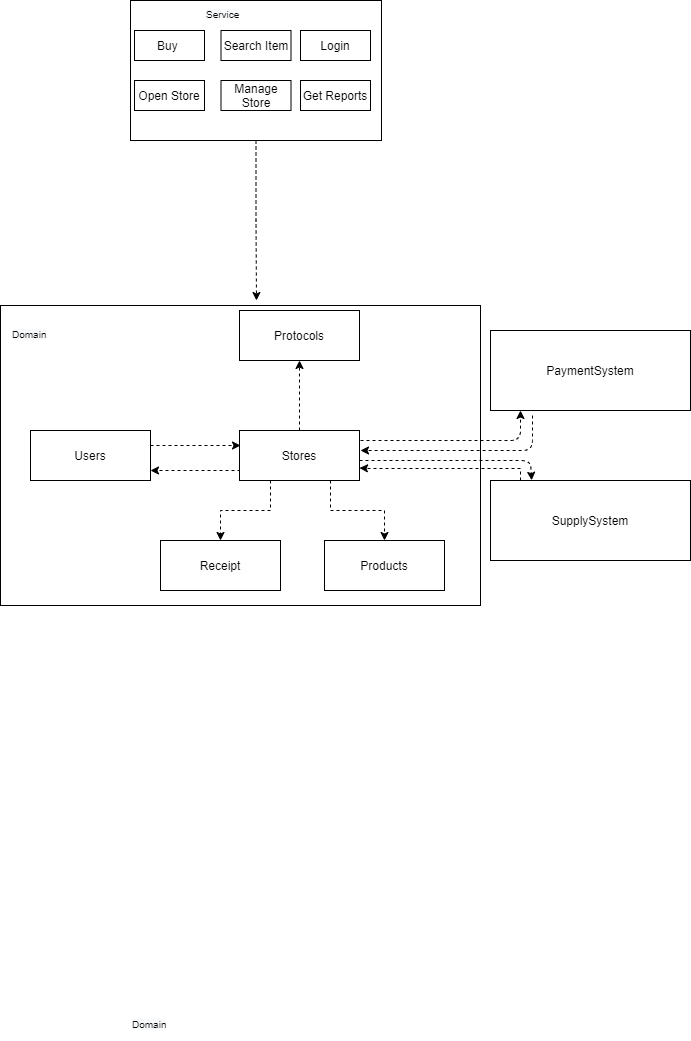 Service
Buy
Search Item
Login
Open Store
Manage
Store
Get Reports
Domain
Protocols
PaymentSystem
Users
Stores
SupplySystem
Receipt
Products
Domain